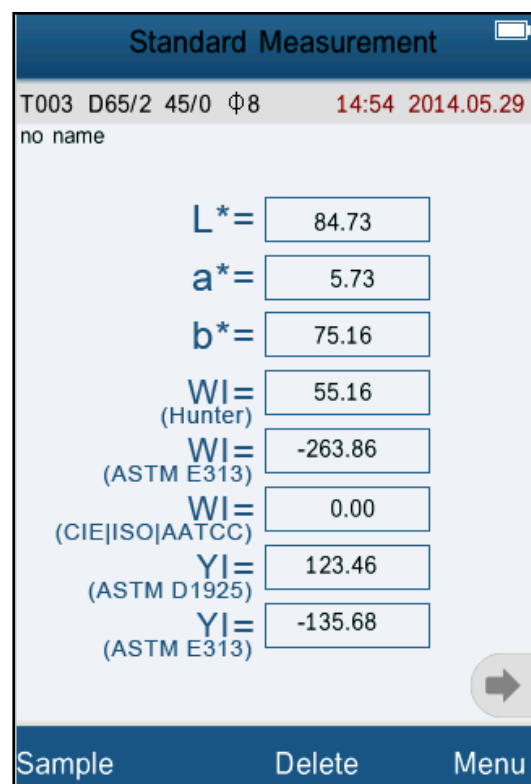 Standard Measurement
T003 D65/2 45/0 Φ8 14:54 2014.05.29
no name
L*= 84.73
a*= 5.73
b*= 75.16
WI= 55.16
(Hunter)
WI= -263.86
(ASTM E313)
WI= 0.00
(CIE|ISO|AATCC)
YI= 123.46
(ASTM D1925)
YI= -135.68
(ASTM E313)
Sample Delete Menu